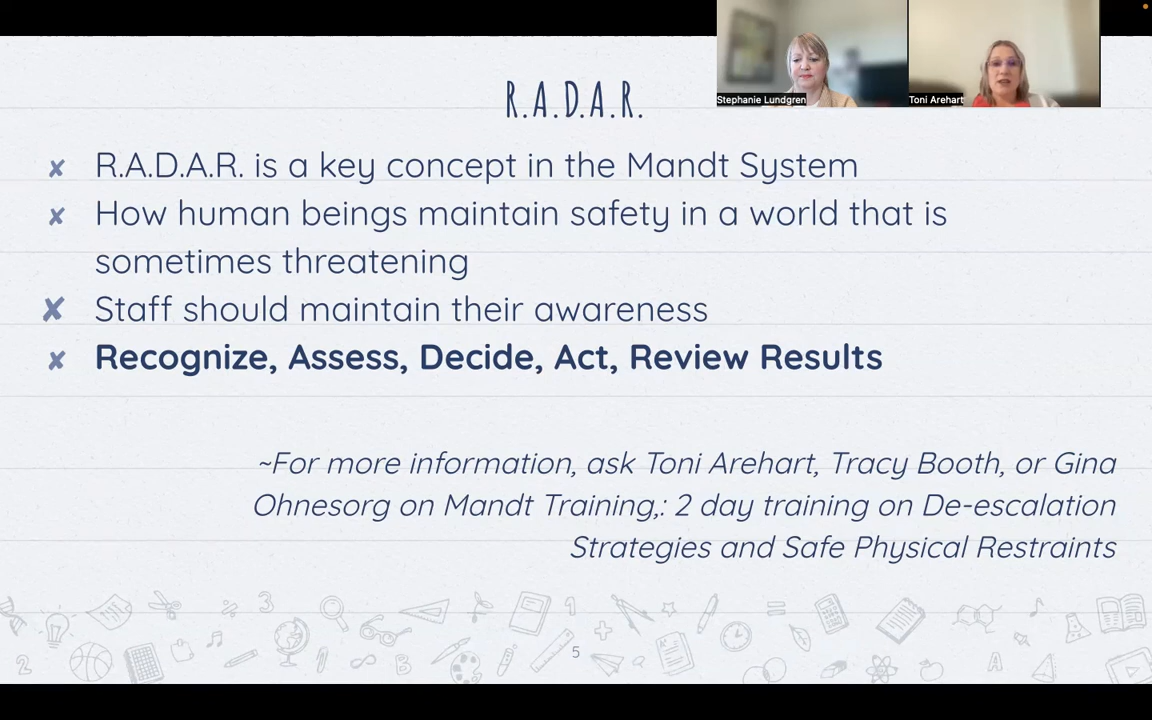 Stephanie Lundgren
Toni Arehart
R.A.D.A.R.
R.A.D.A.R. is a key concept in the Mandt System
How human beings maintain safety in a world that is
sometimes threatening
Staff should maintain their awareness
Recognize, Assess, Decide, Act, Review Results
~For more information, ask Toni Arehart, Tracy Booth, or Gina
Ohnesorg on Mandt Training,: 2 day training on De-escalation
Strategies and Safe Physical Restraints
3
1
2
B
A
5